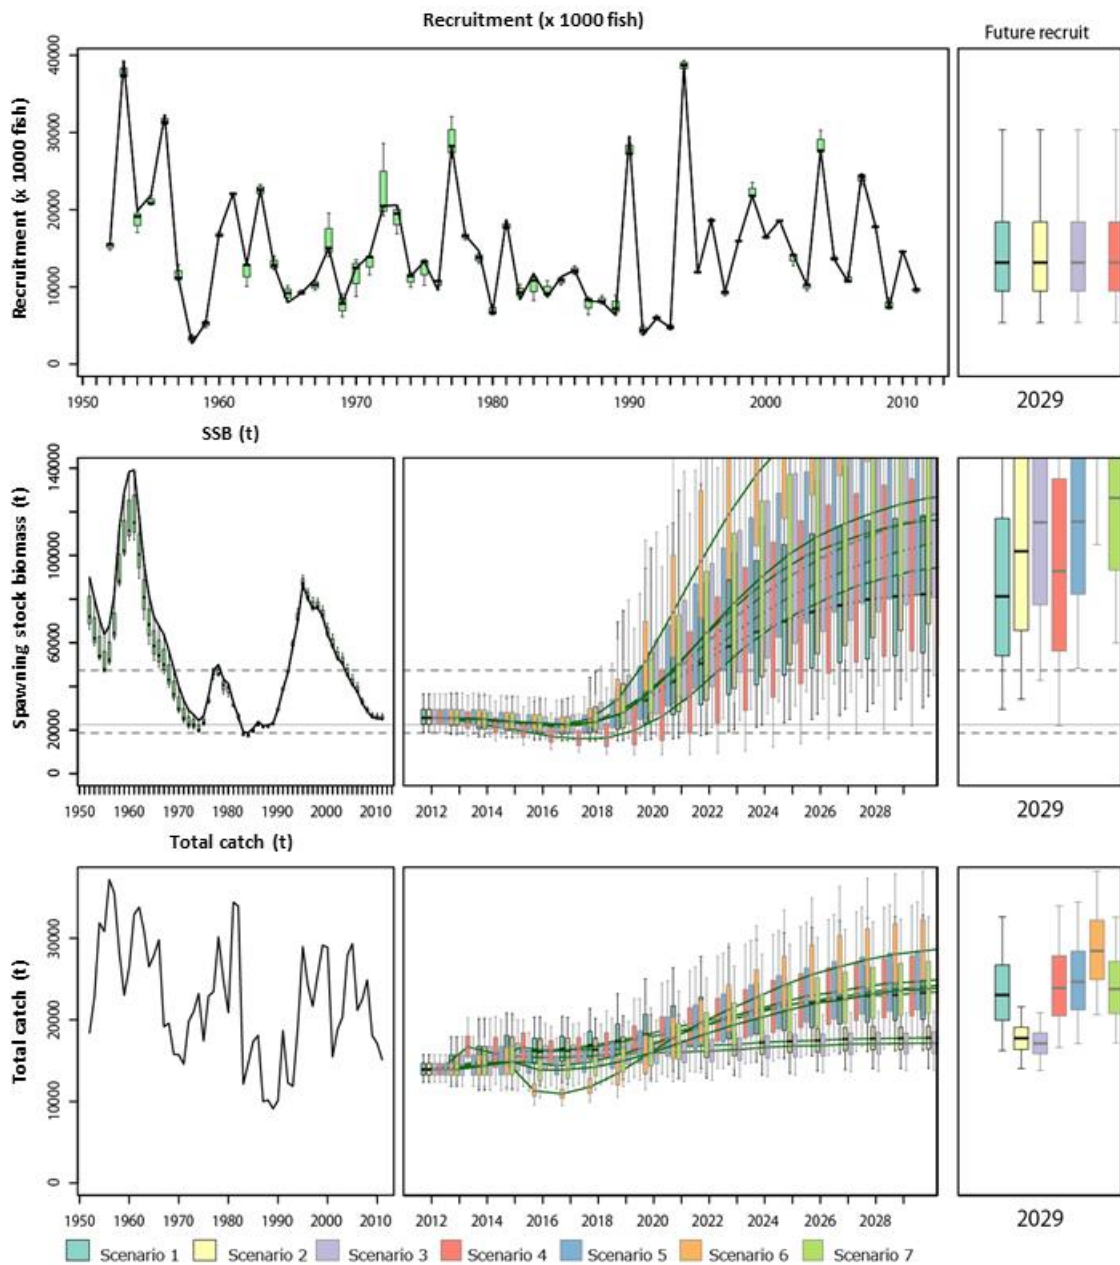 Recruitment (x 1000 fish)
Future recruit
Recruitment (x 1000 fish)
40000
30000
20000
10000
0
1950 1960 1970 1980 1990 2000 2010
2029
SSB (t)
Spawning stock biomass (t)
140000
100000
60000
20000
0
1950 1960 1970 1980 1990 2000 2010
2012 2014 2016 2018 2020 2022 2024 2026 2028
2029
Total catch (t)
Total catch (t)
30000
20000
10000
0
1950 1960 1970 1980 1990 2000 2010
2012 2014 2016 2018 2020 2022 2024 2026 2028
2029
Scenario 1 Scenario 2 Scenario 3 Scenario 4 Scenario 5 Scenario 6 Scenario 7